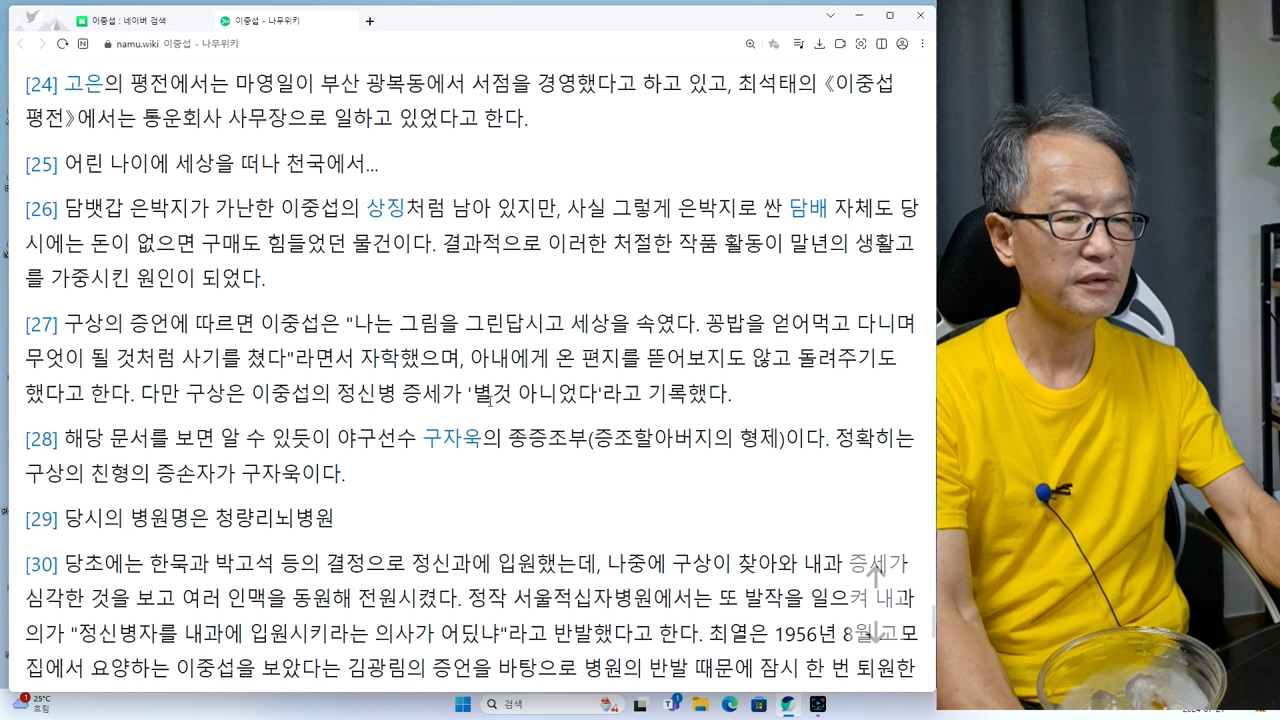 이중섭 : 네이버 검색
이중섭 - 나무위키
namu.wiki 이중섭 - 나무위키
[24] 고은의 평전에서는 마영일이 부산 광복동에서 서점을 경영했다고 하고 있고, 최석태의 《이중섭
평전》에서는 통운회사 사무장으로 일하고 있었다고 한다.
[25] 어린 나이에 세상을 떠나 천국에서...
[26] 담뱃갑 은박지가 가난한 이중섭의 상징처럼 남아 있지만, 사실 그렇게 은박지로 싼 담배 자체도 당
시에는 돈이 없으면 구매도 힘들었던 물건이다. 결과적으로 이러한 처절한 작품 활동이 말년의 생활고
를 가중시킨 원인이 되었다.
[27] 구상의 증언에 따르면 이중섭은 "나는 그림을 그린답시고 세상을 속였다. 꽁밥을 얻어먹고 다니며
무엇이 될 것처럼 사기를 쳤다"라면서 자학했으며, 아내에게 온 편지를 뜯어보지도 않고 돌려주기도
했다고 한다. 다만 구상은 이중섭의 정신병 증세가 '별것 아니었다'라고 기록했다.
[28] 해당 문서를 보면 알 수 있듯이 야구선수 구자욱의 종증조부(증조할아버지의 형제)이다. 정확히는
구상의 친형의 증손자가 구자욱이다.
[29] 당시의 병원명은 청량리뇌병원
[30] 당초에는 한묵과 박고석 등의 결정으로 정신과에 입원했는데, 나중에 구상이 찾아와 내과 증세가
심각한 것을 보고 여러 인맥을 동원해 전원시켰다. 정작 서울적십자병원에서는 또 발작을 일으켜 내과
의가 "정신병자를 내과에 입원시키라는 의사가 어딨냐"라고 반발했다고 한다. 최열은 1956년 8월 고모
집에서 요양하는 이중섭을 보았다는 김광림의 증언을 바탕으로 병원의 반발 때문에 잠시 한 번 퇴원한
25°C
흐림
검색